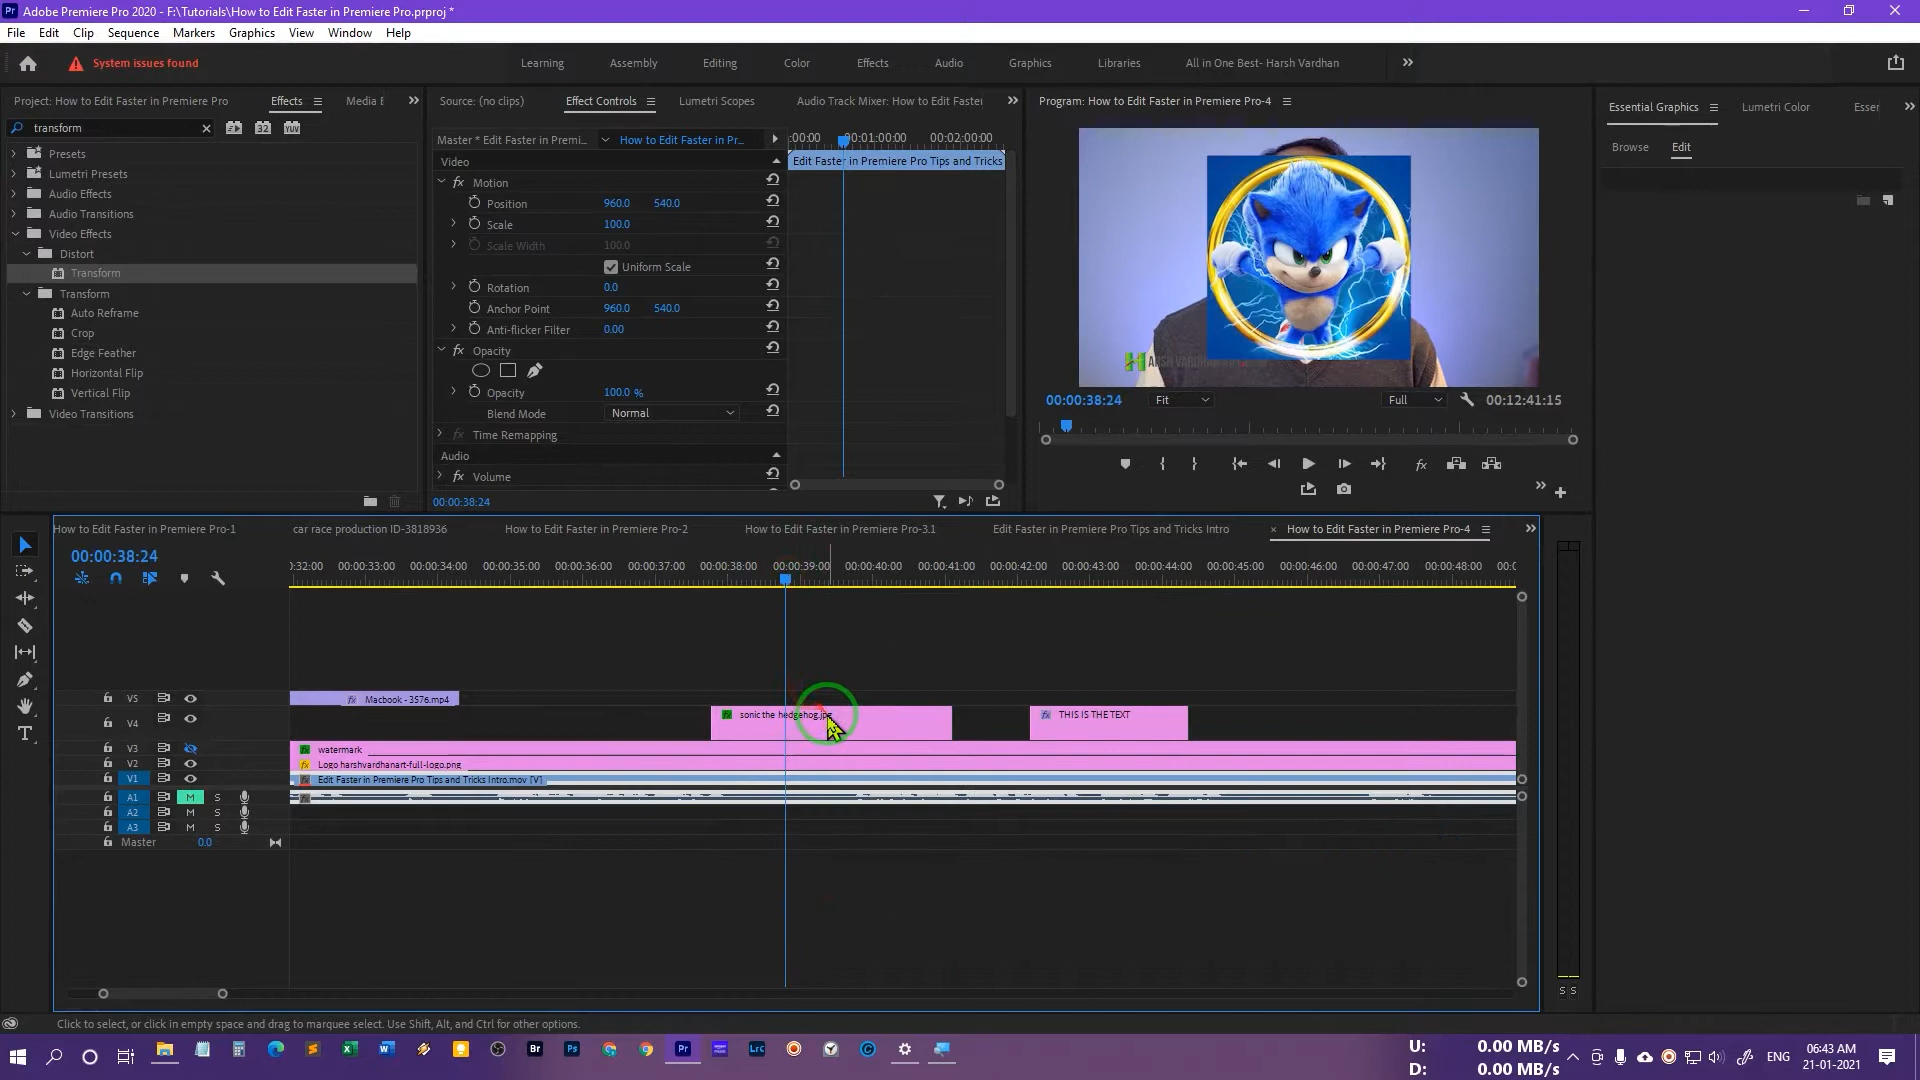 Adobe Premiere Pro 2020 - F:\Tutorials\How to Edit Faster in Premiere Pro.prproj *
File Edit Clip Sequence Markers Graphics View Window Help
System issues found
Learning Assembly Editing Color Effects Audio Graphics Libraries All in One Best- Harsh Vardhan
Project: How to Edit Faster in Premiere Pro Effects Media E
transform
Presets
Lumetri Presets
Audio Effects
Audio Transitions
Video Effects
Distort
Transform
Transform
Auto Reframe
Crop
Edge Feather
Horizontal Flip
Vertical Flip
Video Transitions
Source: (no clips) Effect Controls Lumetri Scopes Audio Track Mixer: How to Edit Faster
Master * Edit Faster in Premi... How to Edit Faster in Pr... :00:00 00:01:00:00 00:02:00:00
Video Edit Faster in Premiere Pro Tips and Tricks
fx Motion
Position 960.0 540.0
Scale 100.0
Scale Width 100.0
Uniform Scale
Rotation 0.0
Anchor Point 960.0 540.0
Anti-flicker Filter 0.00
fx Opacity
Opacity 100.0 %
Blend Mode Normal
fx Time Remapping
Audio
fx Volume
00:00:38:24
Program: How to Edit Faster in Premiere Pro-4
00:00:38:24 Fit Full 00:12:41:15
Essential Graphics Lumetri Color Esser
Browse Edit
How to Edit Faster in Premiere Pro-1 car race production ID-3818936 How to Edit Faster in Premiere Pro-2 How to Edit Faster in Premiere Pro-3.1 Edit Faster in Premiere Pro Tips and Tricks Intro × How to Edit Faster in Premiere Pro-4
00:00:38:24
0:32:00 00:00:33:00 00:00:34:00 00:00:35:00 00:00:36:00 00:00:37:00 00:00:38:00 00:00:39:00 00:00:40:00 00:00:41:00 00:00:42:00 00:00:43:00 00:00:44:00 00:00:45:00 00:00:46:00 00:00:47:00 00:00:48:00 00:0
V5 fx Macbook - 3576.mp4
V4 fx sonic the hedgehog.jpg fx THIS IS THE TEXT
V3 fx watermark
V2 fx Logo harshvardhanart-full-logo.png
V1 fx Edit Faster in Premiere Pro Tips and Tricks Intro.mov [V]
A1 M S
A2 M S
A3 M S
Master 0.0
S S
Click to select, or click in empty space and drag to marquee select. Use Shift, Alt, and Ctrl for other options.
Br Ps Pr Lrc
U: 0.00 MB/s
D: 0.00 MB/s
ENG
06:43 AM
21-01-2021